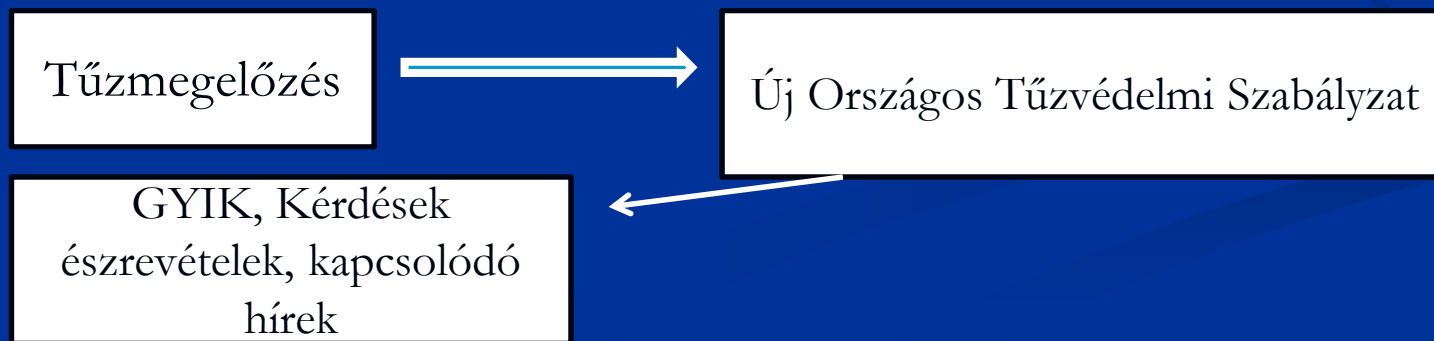 Tűzmegelőzés
Új Országos Tűzvédelmi Szabályzat
GYIK, Kérdések
észrevételek, kapcsolódó
hírek